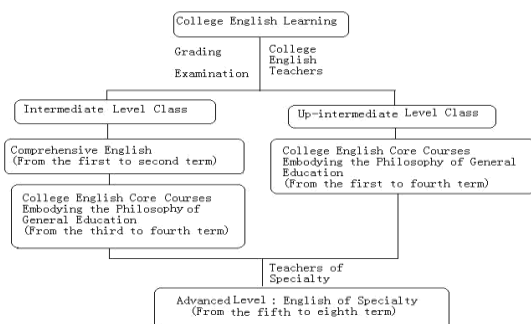 College English Learning
Grading
Examination
College
English
Teachers
Intermediate Level Class
Up-intermediate Level Class
Comprehensive English
(From the first to second term)
College English Core Courses
Embodying the Philosophy of General
Education
(From the first to fourth term)
College English Core Courses
Embodying the Philosophy of
General Education
(From the third to fourth term)
Teachers of
Specialty
Advanced Level : English of Specialty
(From the fifth to eighth term)